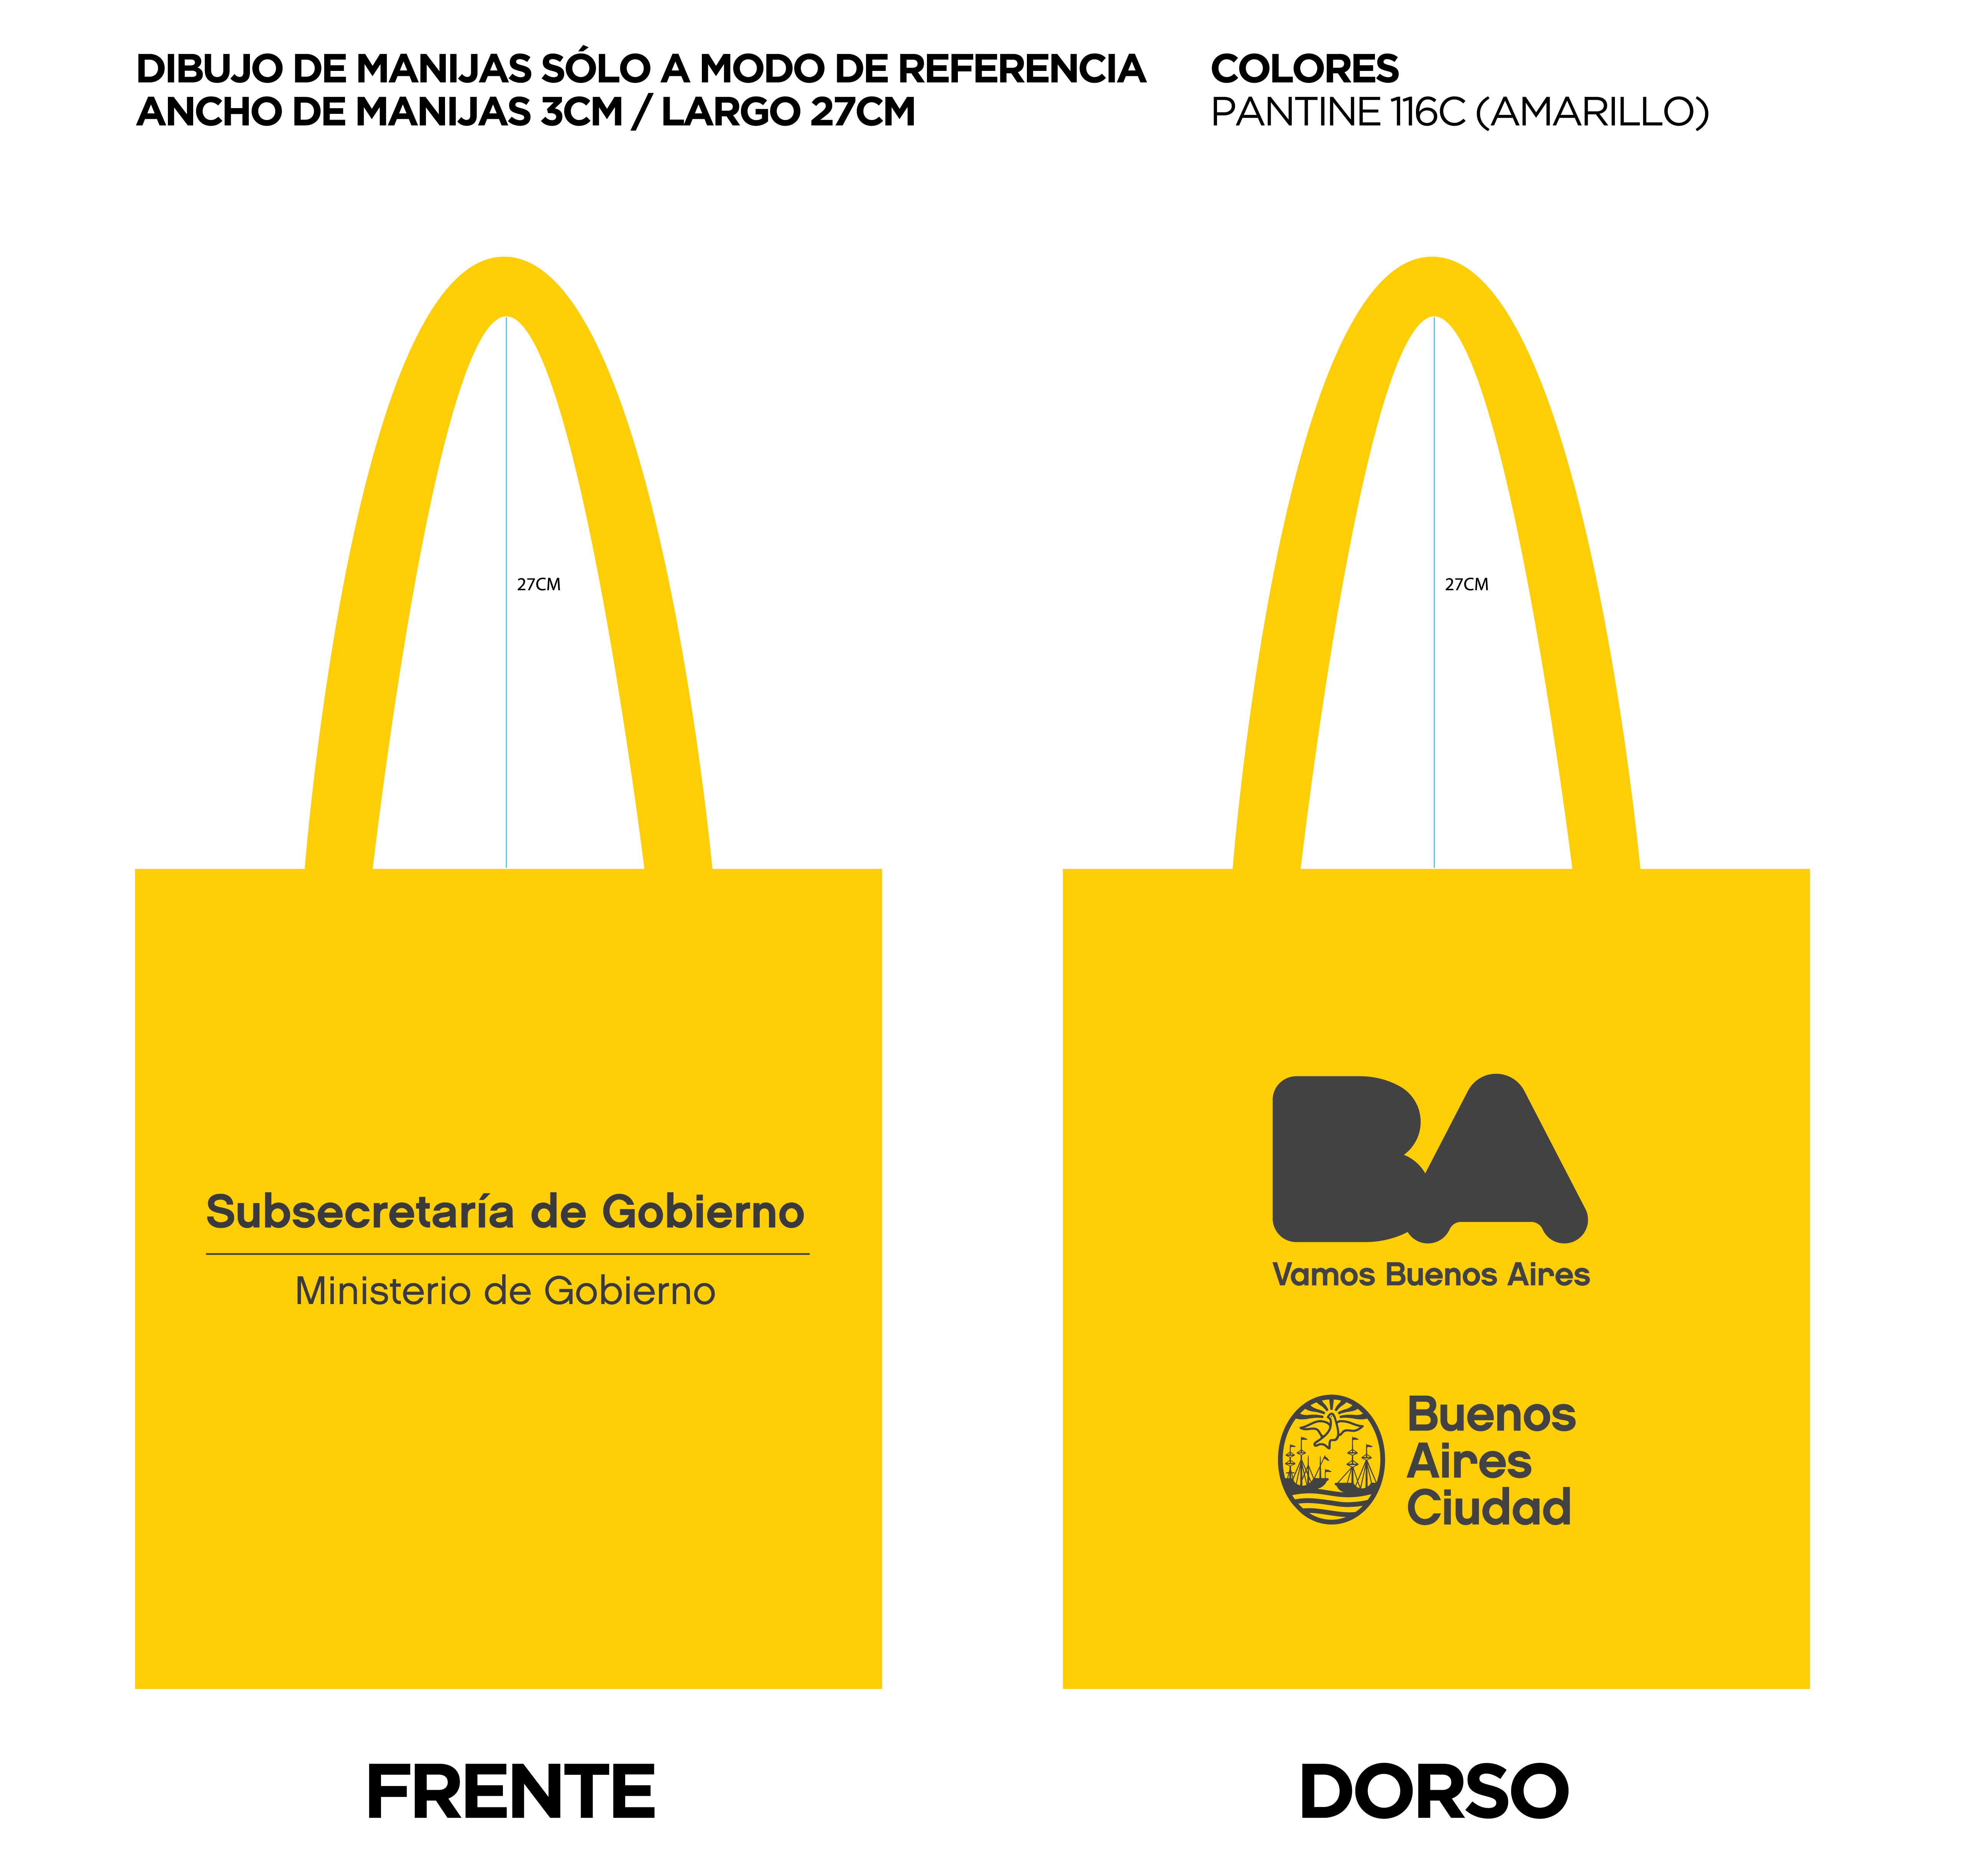 DIBUJO DE MANIJAS SÓLO A MODO DE REFERENCIA
ANCHO DE MANIJAS 3CM / LARGO 27CM
COLORES
PANTINE 116C (AMARILLO)
27CM
27CM
Subsecretaría de Gobierno
Ministerio de Gobierno
BA
Vamos Buenos Aires
Buenos
Aires
Ciudad
FRENTE
DORSO